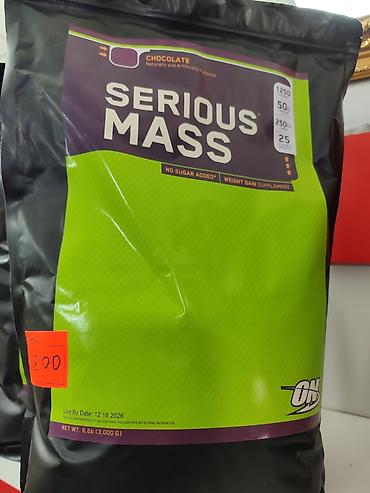 CHOCOLATE
Naturally and Artificially Flavored
SERIOUS
MASS
1250
50
250
25
NO SUGAR ADDED* WEIGHT GAIN SUPPLEMENT
800
ON
Use By Date: 12.18.2026
NET WT. 6.6lb (3,000 G)